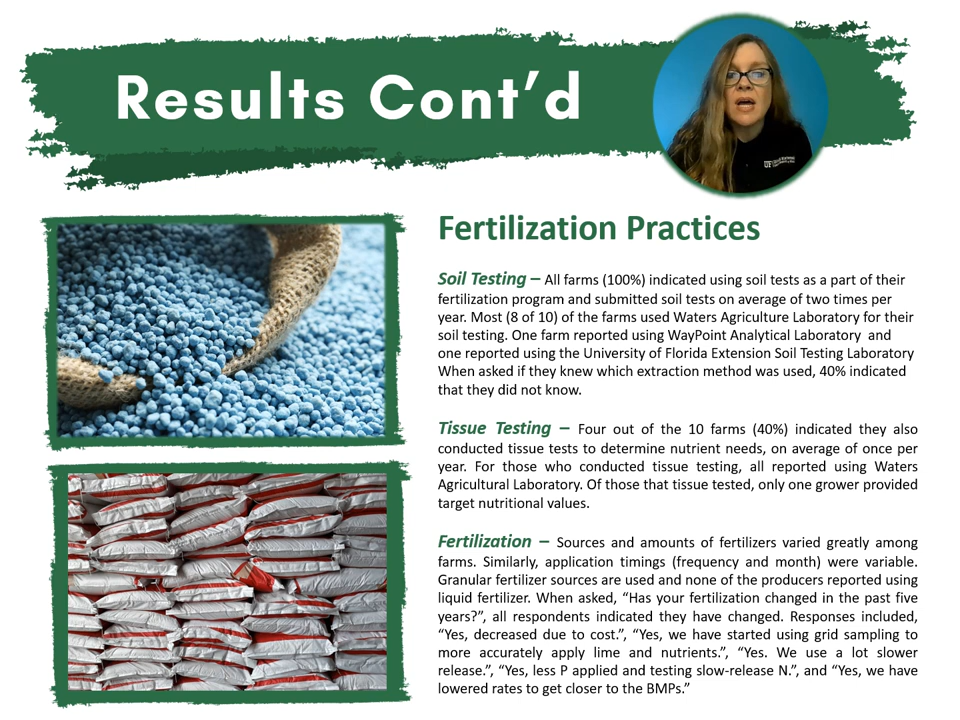 Results Cont’d
UF
Fertilization Practices
Soil Testing – All farms (100%) indicated using soil tests as a part of their
fertilization program and submitted soil tests on average of two times per
year. Most (8 of 10) of the farms used Waters Agriculture Laboratory for their
soil testing. One farm reported using WayPoint Analytical Laboratory and
one reported using the University of Florida Extension Soil Testing Laboratory
When asked if they knew which extraction method was used, 40% indicated
that they did not know.
Tissue Testing – Four out of the 10 farms (40%) indicated they also
conducted tissue tests to determine nutrient needs, on average of once per
year. For those who conducted tissue testing, all reported using Waters
Agricultural Laboratory. Of those that tissue tested, only one grower provided
target nutritional values.
Fertilization – Sources and amounts of fertilizers varied greatly among
farms. Similarly, application timings (frequency and month) were variable.
Granular fertilizer sources are used and none of the producers reported using
liquid fertilizer. When asked, “Has your fertilization changed in the past five
years?”, all respondents indicated they have changed. Responses included,
“Yes, decreased due to cost.”, “Yes, we have started using grid sampling to
more accurately apply lime and nutrients.”, “Yes. We use a lot slower
release.”, “Yes, less P applied and testing slow-release N.”, and “Yes, we have
lowered rates to get closer to the BMPs.”